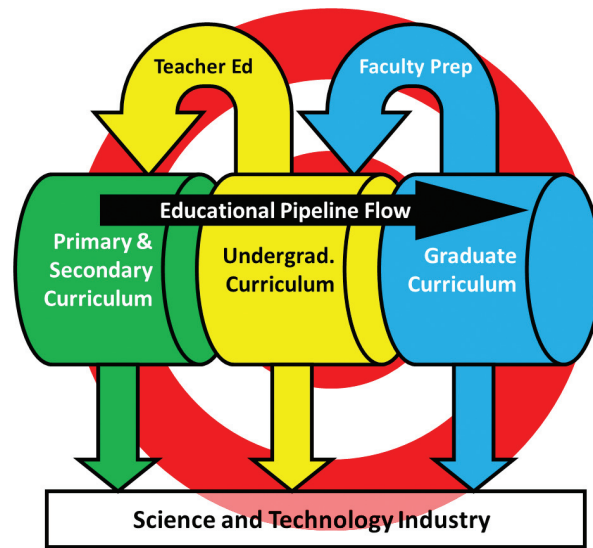 Teacher Ed
Faculty Prep
Educational Pipeline Flow
Primary &
Secondary
Curriculum
Undergrad.
Curriculum
Graduate
Curriculum
Science and Technology Industry